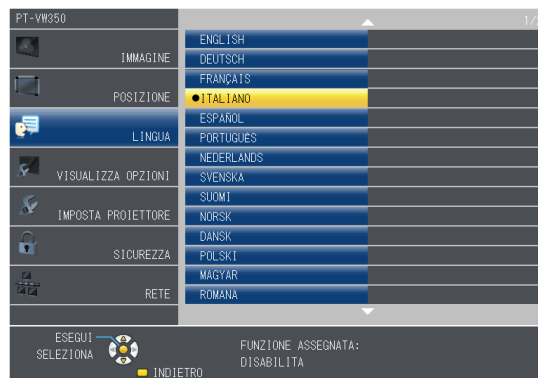 PT-VW350
1/2
IMMAGINE
POSIZIONE
LINGUA
VISUALIZZA OPZIONI
IMPOSTA PROIETTORE
SICUREZZA
RETE
ENGLISH
DEUTSCH
FRANÇAIS
●ITALIANO
ESPAÑOL
PORTUGUÊS
NEDERLANDS
SVENSKA
SUOMI
NORSK
DANSK
POLSKI
MAGYAR
ROMANA
ESEGUI
SELEZIONA
INDIETRO
FUNZIONE ASSEGNATA:
DISABILITA